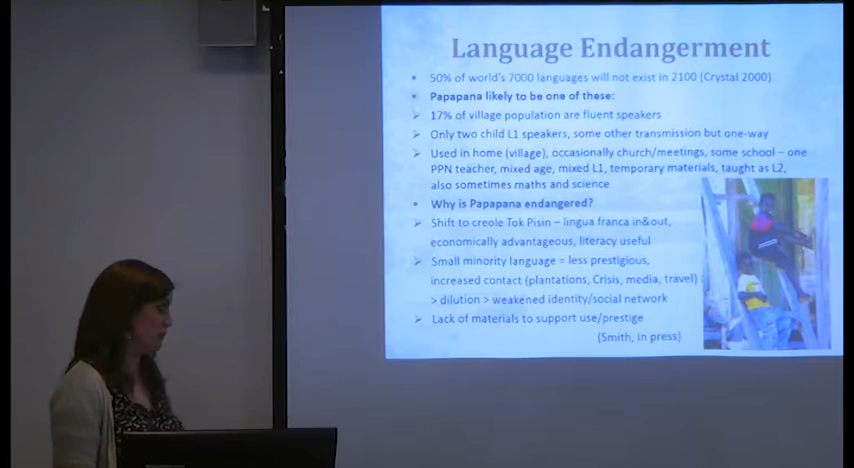 Language Endangerment
50% of world's 7000 languages will not exist in 2100 (Crystal 2000)
Papapana likely to be one of these:
17% of village population are fluent speakers
Only two child L1 speakers, some other transmission but one-way
Used in home (village), occasionally church/meetings, some school – one
PPN teacher, mixed age, mixed L1, temporary materials, taught as L2,
also sometimes maths and science
Why is Papapana endangered?
Shift to creole Tok Pisin – lingua franca in&out,
economically advantageous, literacy useful
Small minority language = less prestigious,
increased contact (plantations, Crisis, media, travel) >
> dilution > weakened identity/social network
Lack of materials to support use/prestige
(Smith, in press)